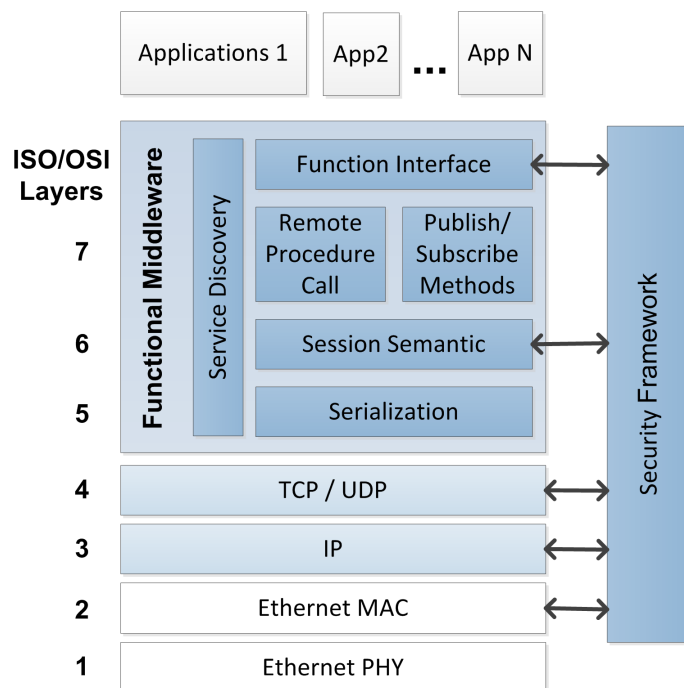 Applications 1
App2
...
App N
ISO/OSI
Layers
Functional Middleware
Service Discovery
Function Interface
7
Remote
Procedure
Call
Publish/
Subscribe
Methods
6
Session Semantic
5
Serialization
4
TCP / UDP
3
IP
2
Ethernet MAC
1
Ethernet PHY
Security Framework